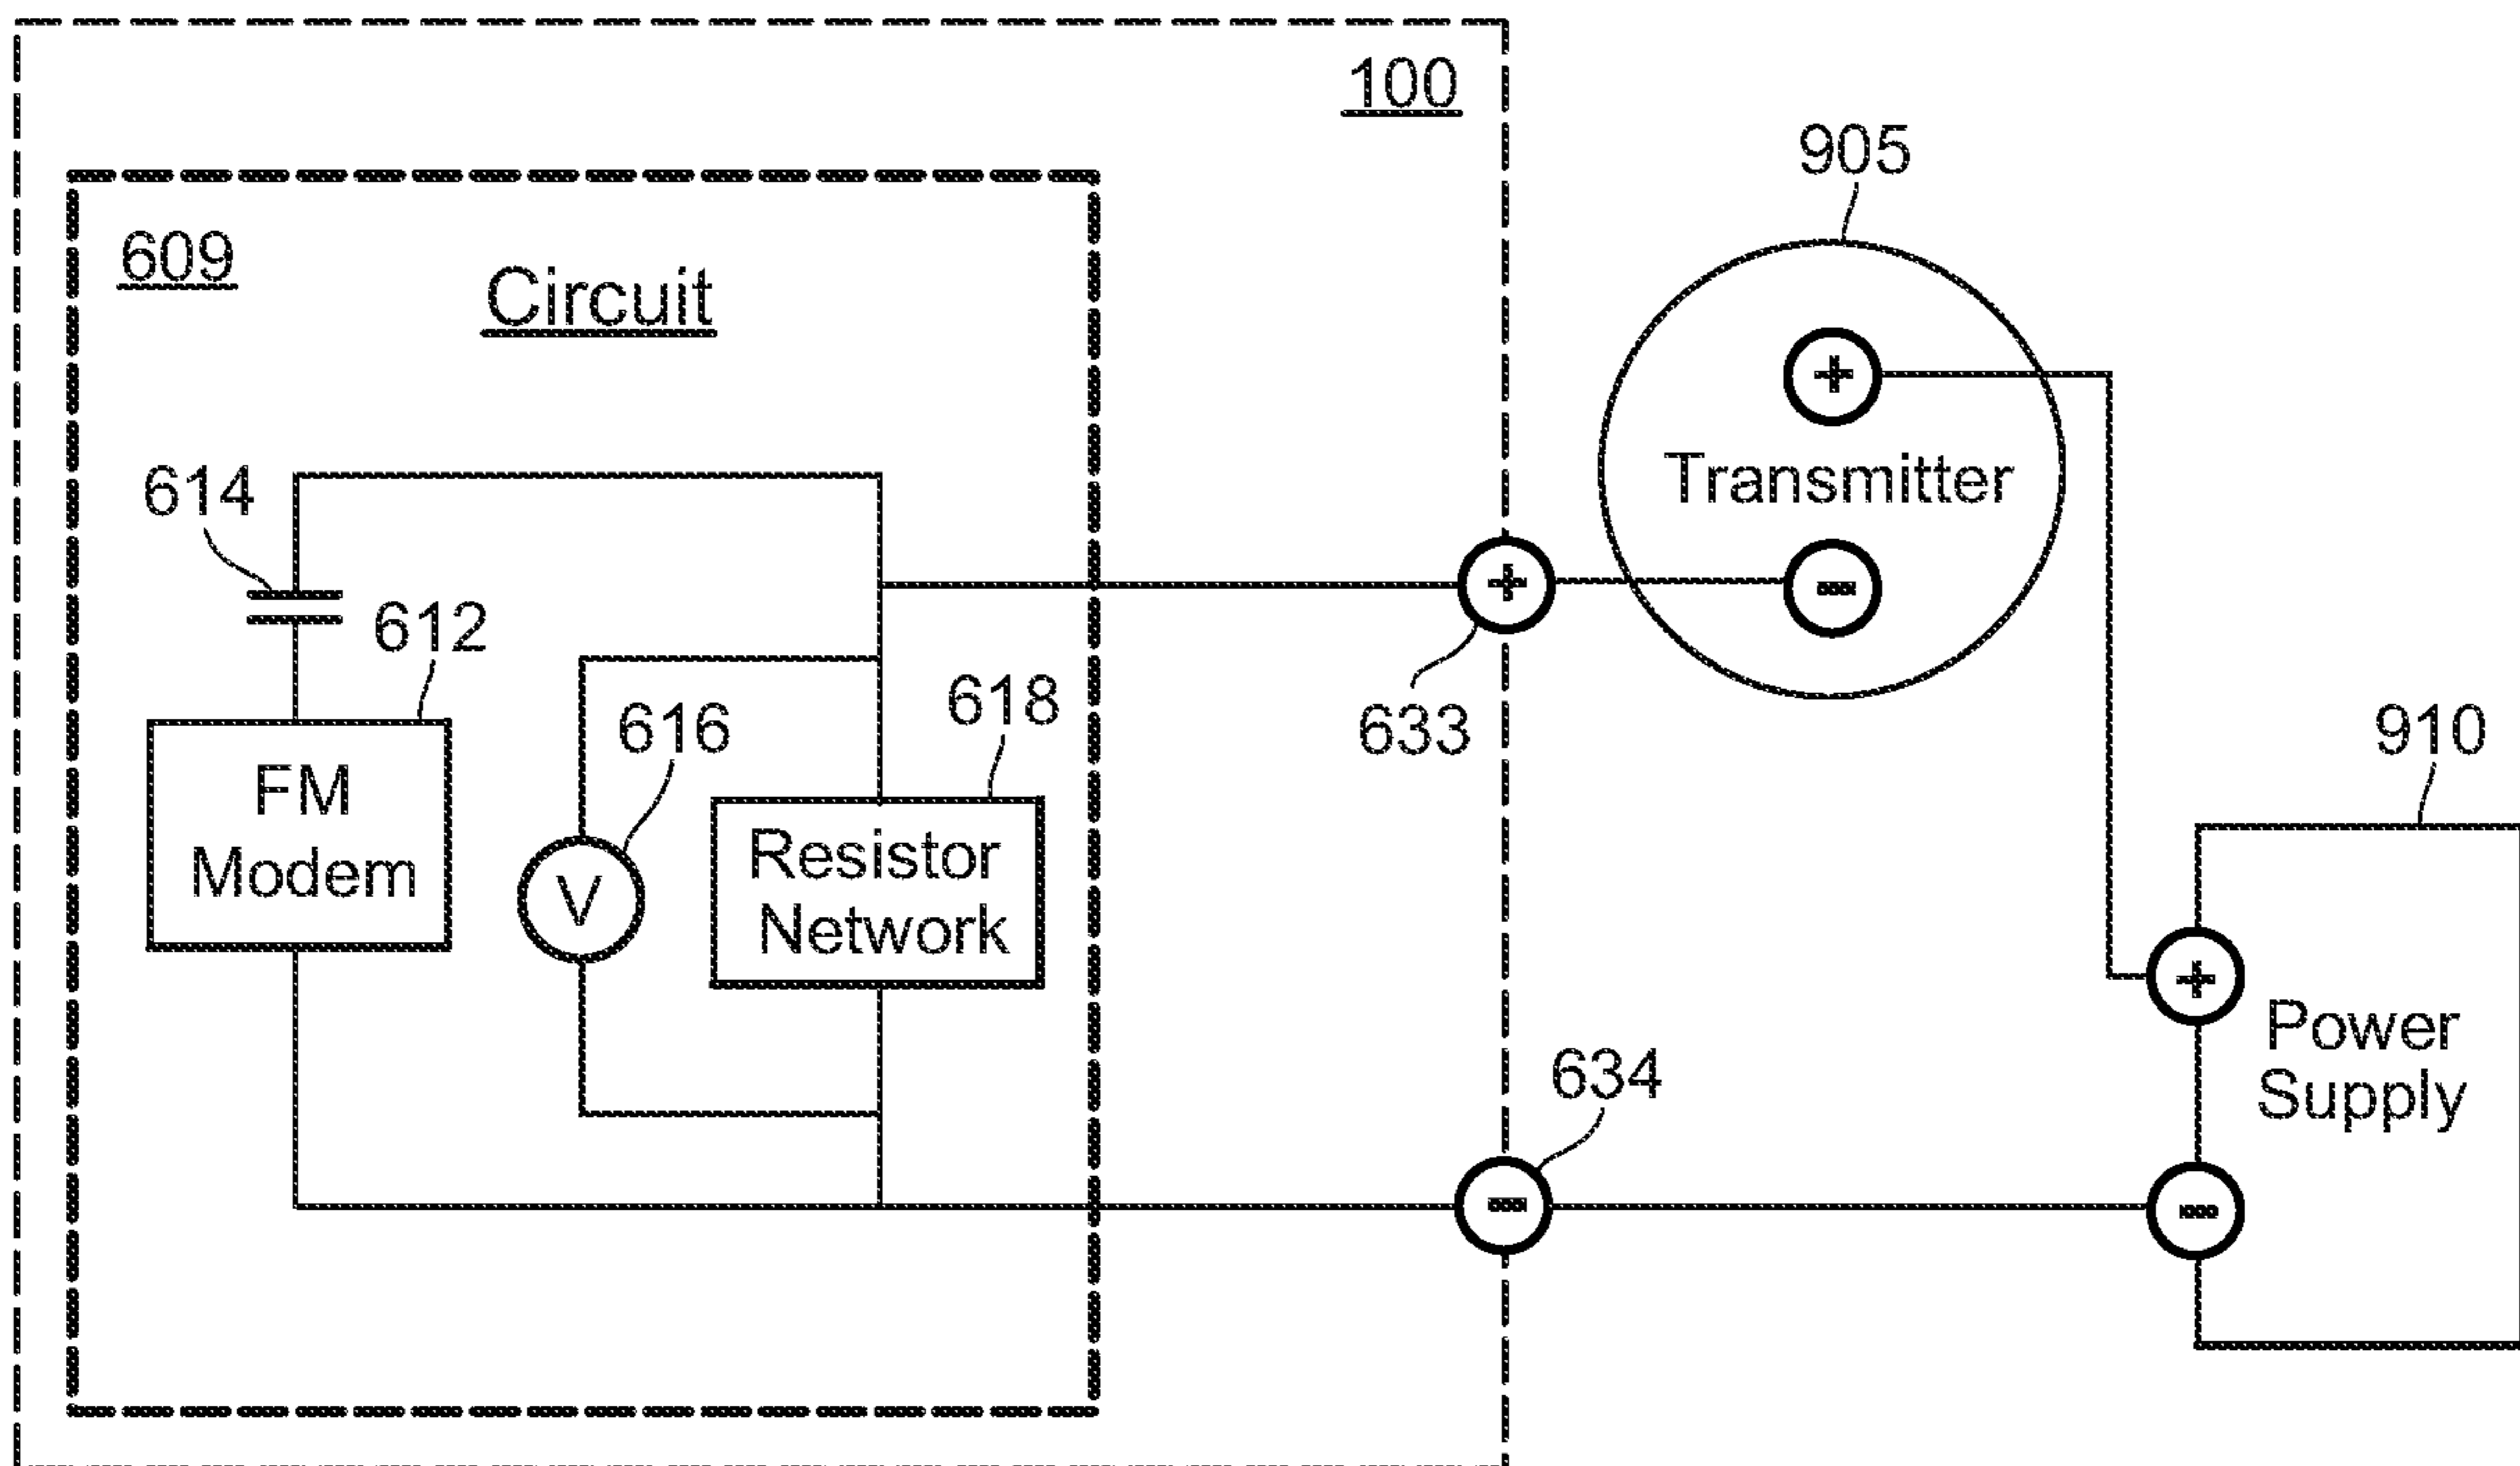 100
905
609
Circuit
+
614
Transmitter
612
+
−
618
616
633
910
FM
Modem
V
Resistor
Network
+
Power
Supply
634
−
−